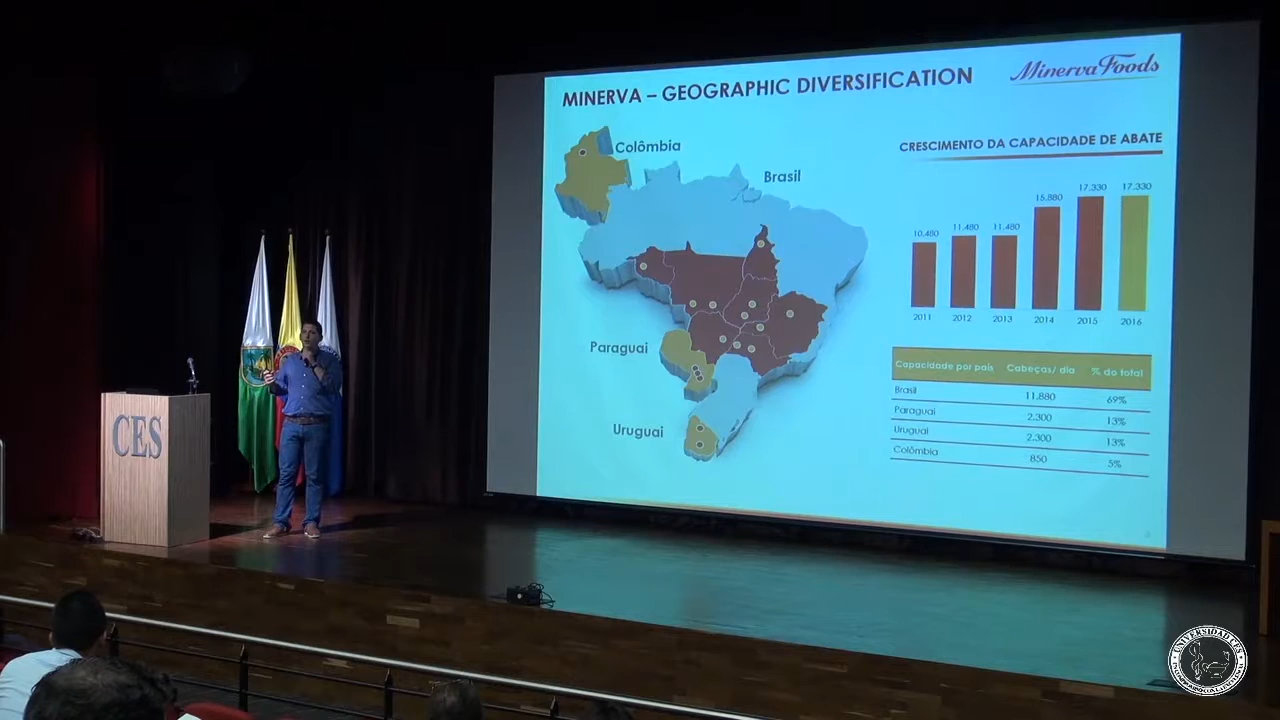 MINERVA – GEOGRAPHIC DIVERSIFICATION
Minerva Foods
Colômbia
Brasil
Paraguai
Uruguai
CRESCIMENTO DA CAPACIDADE DE ABATE
10.480 11.480 11.480 15.880 17.330 17.330
2011 2012 2013 2014 2015 2016
Capacidade por país Cabeças/ dia % do total
Brasil 11.880 69%
Paraguai 2.300 13%
Uruguai 2.300 13%
Colômbia 850 5%
CES
UNIVERSIDAD CES